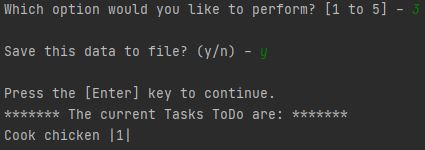 Which option would you like to perform? [1 to 5] - 3
Save this data to file? (y/n) - y
Press the [Enter] key to continue.
******* The current Tasks ToDo are: *******
Cook chicken |1|